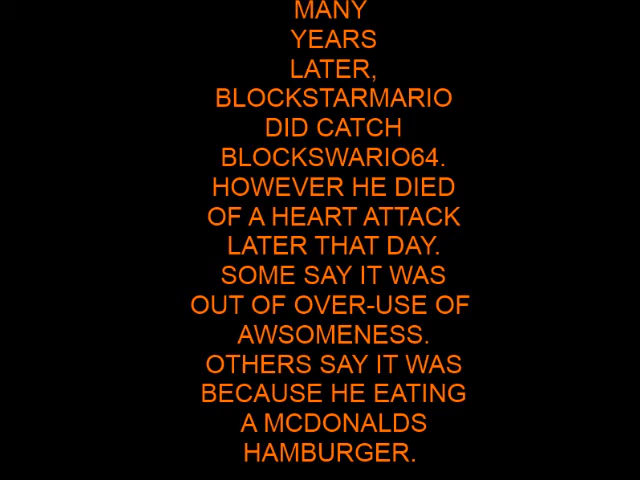 MANY
YEARS
LATER,
BLOCKSTARMARIO
DID CATCH
BLOCKSWARIO64.
HOWEVER HE DIED
OF A HEART ATTACK
LATER THAT DAY.
SOME SAY IT WAS
OUT OF OVER-USE OF
AWSOMENESS.
OTHERS SAY IT WAS
BECAUSE HE EATING
A MCDONALDS
HAMBURGER.